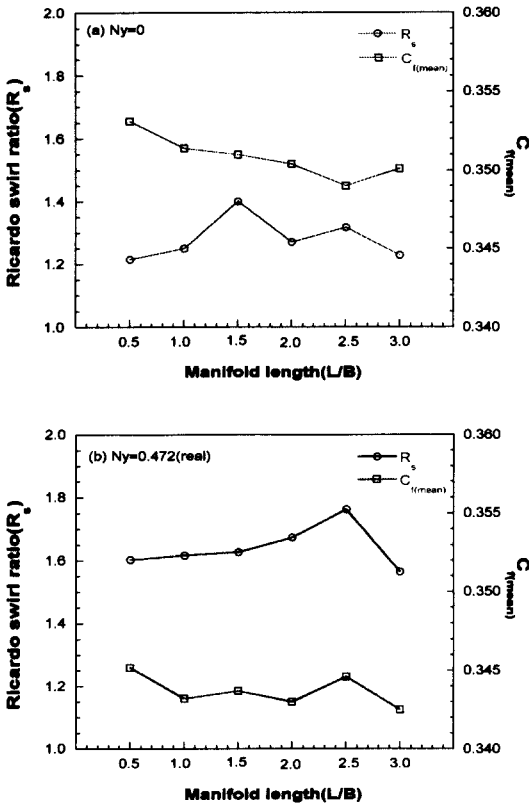 (a) Ny=0
R_s
C_f(mean)
Ricardo swirl ratio(R_s)
2.0
1.8
1.6
1.4
1.2
1.0
0.360
0.355
0.350
0.345
0.340
C_f(mean)
0.5 1.0 1.5 2.0 2.5 3.0
Manifold length(L/B)
(b) Ny=0.472(real)
R_s
C_f(mean)
Ricardo swirl ratio(R_s)
2.0
1.8
1.6
1.4
1.2
1.0
0.360
0.355
0.350
0.345
0.340
C_f(mean)
0.5 1.0 1.5 2.0 2.5 3.0
Manifold length(L/B)